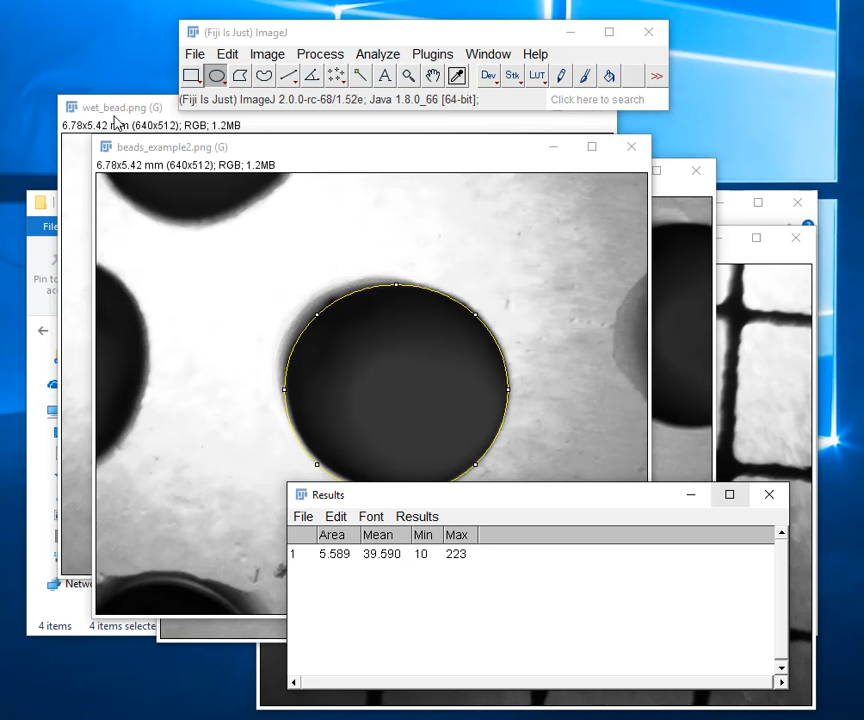 (Fiji Is Just) ImageJ
File Edit Image Process Analyze Plugins Window Help
A Dev Stk LUT >>
(Fiji Is Just) ImageJ 2.0.0-rc-68/1.52e; Java 1.8.0_66 [64-bit]; Click here to search
wet_bead.png (G)
6.78x5.42 mm (640x512); RGB; 1.2MB
beads_example2.png (G)
6.78x5.42 mm (640x512); RGB; 1.2MB
File
Pin to
Results
File Edit Font Results
Area Mean Min Max
1 5.589 39.590 10 223
Netwo
4 items 4 items selecte